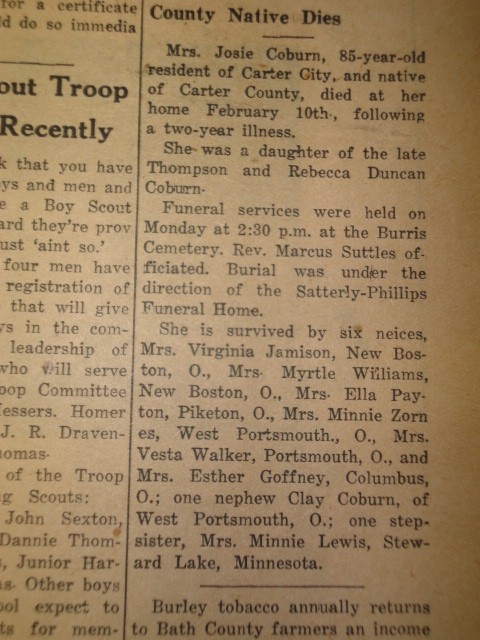 for a certificate
d do so immedia
out Troop
Recently
k that you have
ys and men and
e a Boy Scout
ard they're prov
ust 'aint so.'
four men have
registration of
that will give
ys in the com-
leadership of
who will serve
oop Committee
Messers. Homer
J. R. Draven-
homas-
of the Troop
ng Scouts:
John Sexton,
Dannie Thom-
, Junior Har-
s. Other boys
ool expect to
ts for mem-
County Native Dies
Mrs. Josie Coburn, 85-year-old
resident of Carter City, and native
of Carter County, died at her
home February 10th, following
a two-year illness.
She was a daughter of the late
Thompson and Rebecca Duncan
Coburn-
Funeral services were held on
Monday at 2:30 p.m. at the Burris
Cemetery. Rev. Marcus Suttles of-
ficiated. Burial was under the
direction of the Satterly-Phillips
Funeral Home.
She is survived by six neices,
Mrs. Virginia Jamison, New Bos-
ton, O., Mrs- Myrtle Williams,
New Boston, O., Mrs- Ella Pay-
ton, Piketon, O., Mrs. Minnie Zorn
es, West Portsmouth., O., Mrs.
Vesta Walker, Portsmouth, O., and
Mrs. Esther Goffney, Columbus,
O.; one nephew Clay Coburn, of
West Portsmouth, O.; one step-
sister, Mrs. Minnie Lewis, Stew-
ard Lake, Minnesota.
Burley tobacco annually returns
to Bath County farmers an income